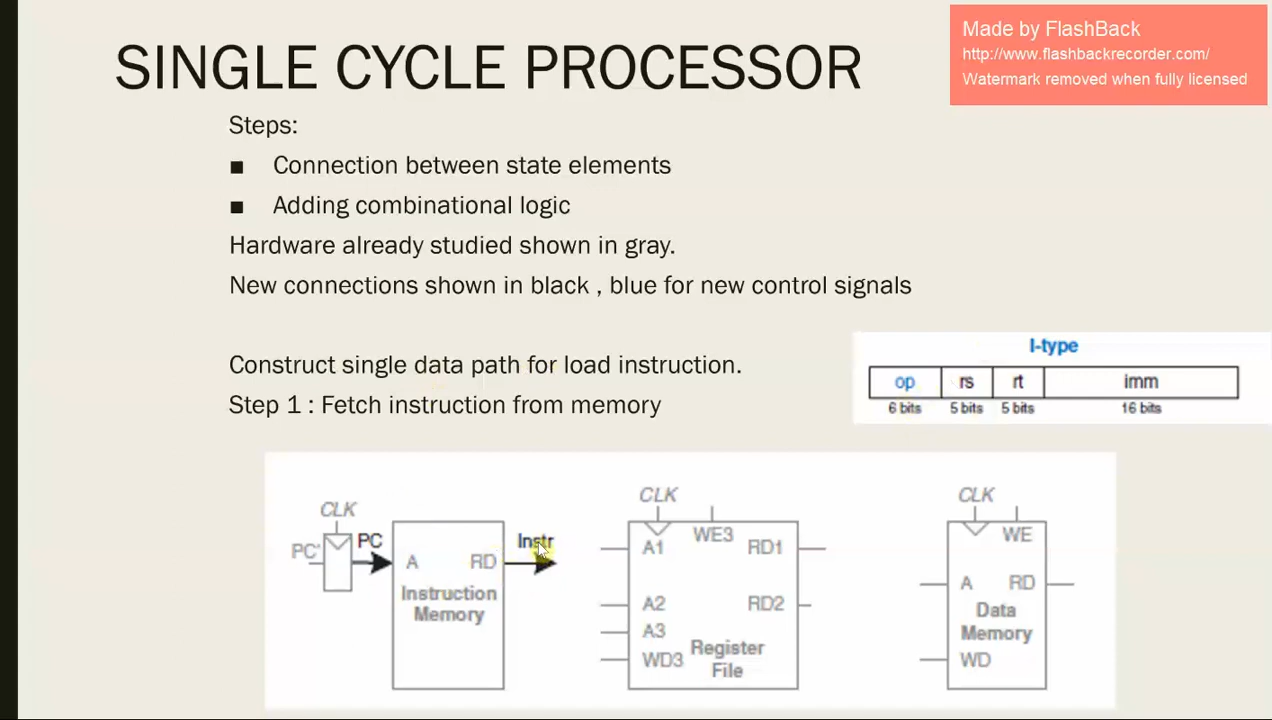 SINGLE CYCLE PROCESSOR
Made by FlashBack
http://www.flashbackrecorder.com/
Watermark removed when fully licensed
Steps:
■ Connection between state elements
■ Adding combinational logic
Hardware already studied shown in gray.
New connections shown in black , blue for new control signals
Construct single data path for load instruction.
Step 1 : Fetch instruction from memory
I-type
op rs rt imm
6 bits 5 bits 5 bits 16 bits
CLK CLK CLK
PC' PC A RD Instr
Instruction
Memory
A1 WE3 RD1
A2 RD2
A3
WD3 Register
File
WE
A RD
Data
Memory
WD